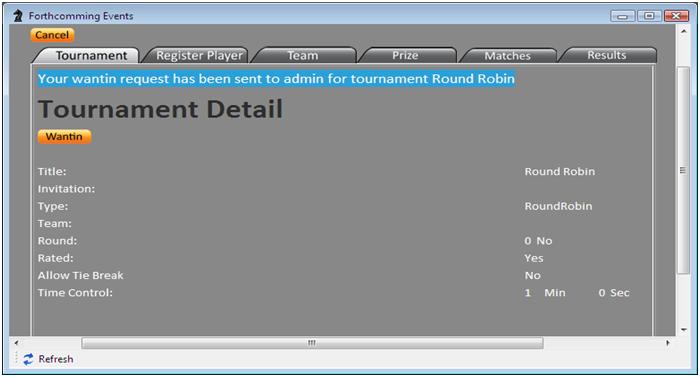 Forthcomming Events
Cancel
Tournament Register Player Team Prize Matches Results
Your wantin request has been sent to admin for tournament Round Robin
Tournament Detail
Wantin
Title: Round Robin
Invitation:
Type: RoundRobin
Team:
Round: 0 No
Rated: Yes
Allow Tie Break No
Time Control: 1 Min 0 Sec
Refresh